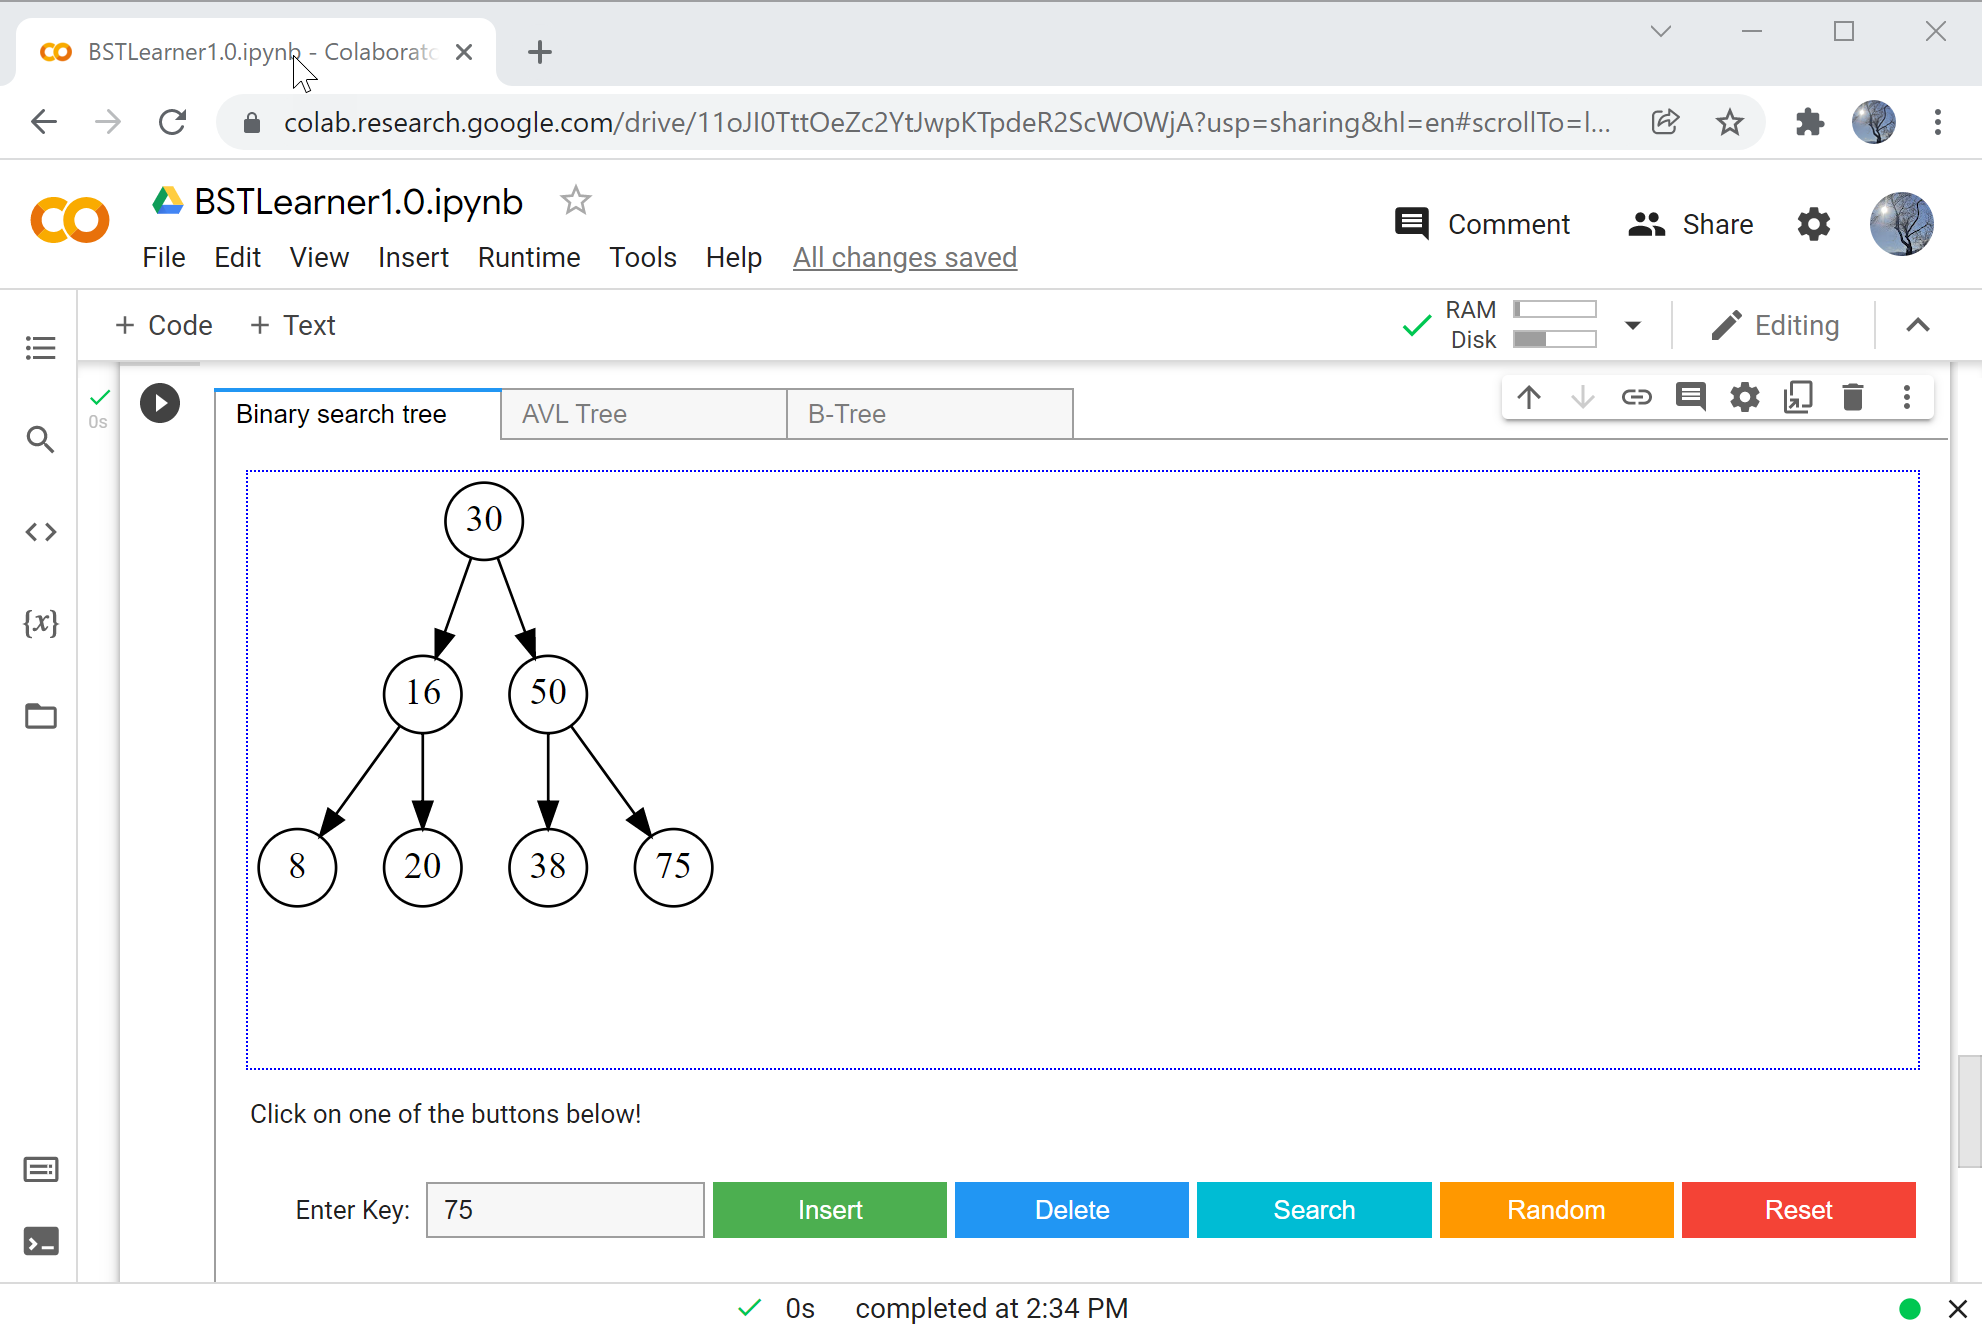 BSTLearner1.0.ipynb - Colaborato
colab.research.google.com/drive/11oJI0TttOeZc2YtJwpKTpdeR2ScWOWjA?usp=sharing&hl=en#scrollTo=l...
BSTLearner1.0.ipynb
Comment
Share
File Edit View Insert Runtime Tools Help All changes saved
+ Code + Text
RAM
Disk
Editing
0s
Binary search tree
AVL Tree
B-Tree
30
16 50
8 20 38 75
{x}
Click on one of the buttons below!
Enter Key: 75 Insert Delete Search Random Reset
0s completed at 2:34 PM